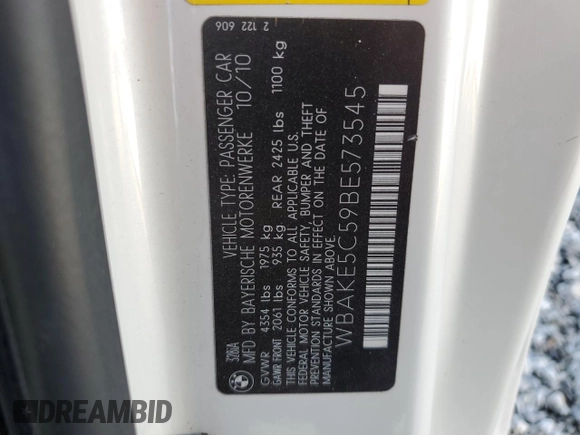 2 122 606
VEHICLE TYPE: PASSENGER CAR
MFD BY BAYERISCHE MOTORENWERKE 10/10
GVWR 4354 lbs 1975 kg
GAWR FRONT 2061 lbs 935 kg REAR 2425 lbs 1100 kg
THIS VEHICLE CONFORMS TO ALL APPLICABLE U.S.
FEDERAL MOTOR VEHICLE SAFETY, BUMPER AND THEFT
PREVENTION STANDARDS IN EFFECT ON THE DATE OF
MANUFACTURE SHOWN ABOVE.
WBAKE5C59BE573545
DREAMBID